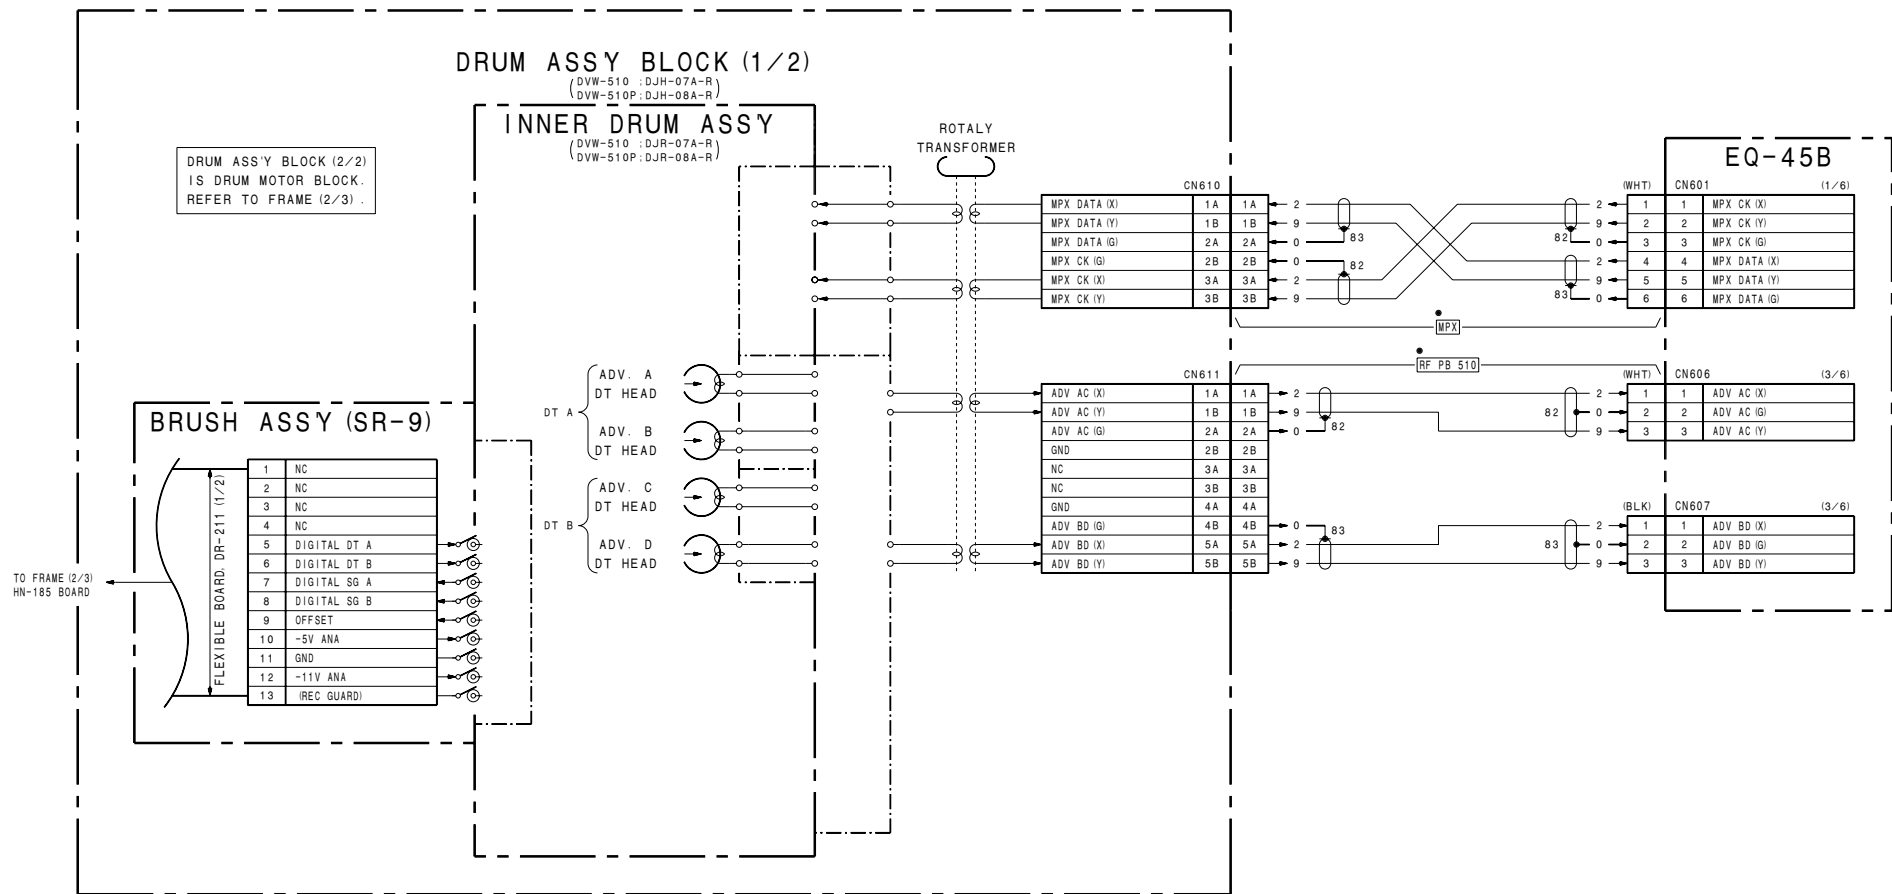 DRUM ASS'Y BLOCK (1/2)
(DVW-510 ;DJH-07A-R)
(DVW-510P;DJH-08A-R)
INNER DRUM ASS'Y
(DVW-510 ;DJR-07A-R)
(DVW-510P;DJR-08A-R)
DRUM ASS'Y BLOCK (2/2)
IS DRUM MOTOR BLOCK.
REFER TO FRAME (2/3) .
ROTALY
TRANSFORMER
CN610
MPX DATA (X) 1A 1A 2
MPX DATA (Y) 1B 1B 9
MPX DATA (G) 2A 2A 0 83
MPX CK (G) 2B 2B 0 82
MPX CK (X) 3A 3A 2
MPX CK (Y) 3B 3B 9
EQ-45B
(WHT) CN601 (1/6)
2 1 1 MPX CK (X)
9 2 2 MPX CK (Y)
82 0 3 3 MPX CK (G)
2 4 4 MPX DATA (X)
9 5 5 MPX DATA (Y)
83 0 6 6 MPX DATA (G)
MPX
RF PB 510
CN611
ADV AC (X) 1A 1A 2
ADV AC (Y) 1B 1B 9
ADV AC (G) 2A 2A 0 82
GND 2B 2B
NC 3A 3A
NC 3B 3B
GND 4A 4A
ADV BD (G) 4B 4B 0 83
ADV BD (X) 5A 5A 2
ADV BD (Y) 5B 5B 9
(WHT) CN606 (3/6)
2 1 1 ADV AC (X)
82 0 2 2 ADV AC (G)
9 3 3 ADV AC (Y)
(BLK) CN607 (3/6)
2 1 1 ADV BD (X)
83 0 2 2 ADV BD (G)
9 3 3 ADV BD (Y)
DT A
ADV. A
DT HEAD
ADV. B
DT HEAD
DT B
ADV. C
DT HEAD
ADV. D
DT HEAD
BRUSH ASS'Y (SR-9)
FLEXIBLE BOARD, DR-211 (1/2)
1 NC
2 NC
3 NC
4 NC
5 DIGITAL DT A
6 DIGITAL DT B
7 DIGITAL SG A
8 DIGITAL SG B
9 OFFSET
10 -5V ANA
11 GND
12 -11V ANA
13 (REC GUARD)
TO FRAME (2/3)
HN-185 BOARD